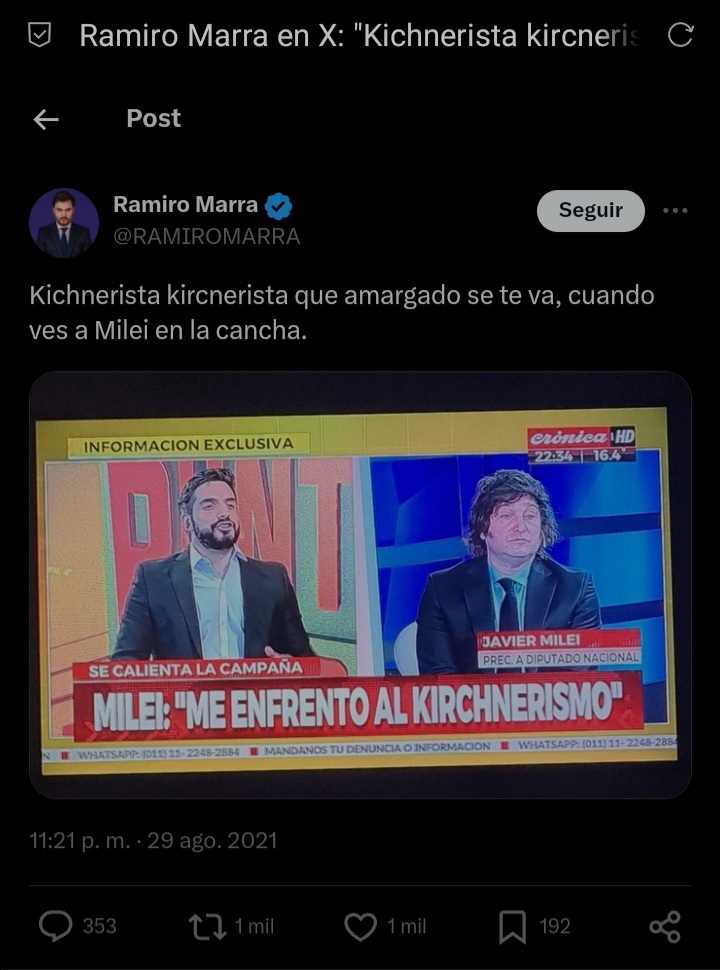 Ramiro Marra en X: "Kichnerista kircneris
Post
Ramiro Marra
@RAMIROMARRA
Seguir
Kichnerista kircnerista que amargado se te va, cuando
ves a Milei en la cancha.
INFORMACION EXCLUSIVA
crónica HD
22:34 16.4°
PUNT
JAVIER MILEI
PREC. A DIPUTADO NACIONAL
SE CALIENTA LA CAMPAÑA
MILEI: "ME ENFRENTO AL KIRCHNERISMO"
N ■ WHATSAPP: (011) 11- 2248-2884 ■ MANDANOS TU DENUNCIA O INFORMACION ■ WHATSAPP: (011) 11- 2248-2884
11:21 p. m. · 29 ago. 2021
353 1 mil 1 mil 192